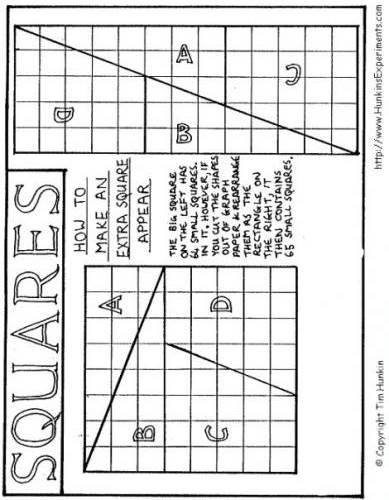 SQUARES
HOW TO
MAKE AN
EXTRA SQUARE
APPEAR
THE BIG SQUARE
ON THE LEFT HAS
64 SMALL SQUARES
IN IT. HOWEVER, IF
YOU CUT THE SHAPES
OUT OF GRAPH
PAPER & REARRANGE
THEM AS THE
RECTANGLE ON
THE RIGHT, IT
THEN CONTAINS
65 SMALL SQUARES.
A
B
C
D
D
A
B
C
© Copyright Tim Hunkin
http://www.HunkinsExperiments.com